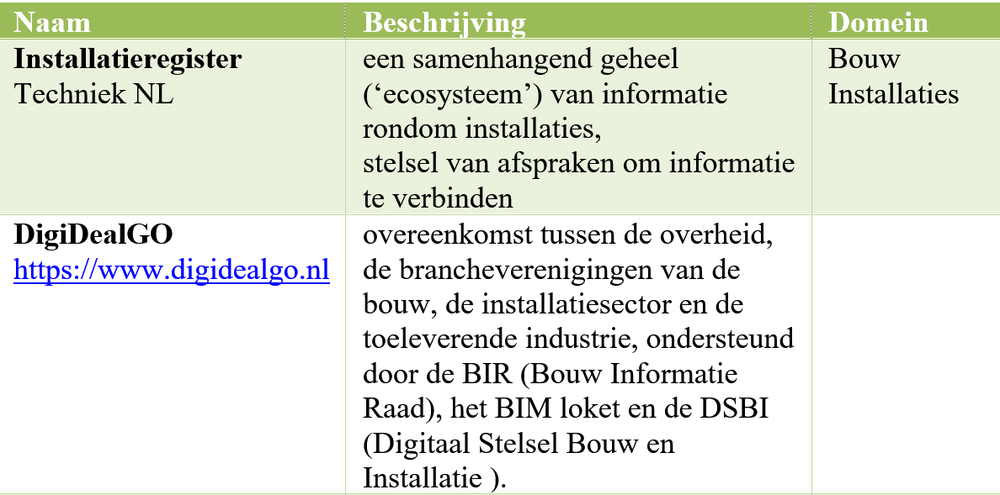 Naam Beschrijving Domein
Installatieregister
Techniek NL
een samenhangend geheel
(‘ecosysteem’) van informatie
rondom installaties,
stelsel van afspraken om informatie
te verbinden
Bouw
Installaties
DigiDealGO
https://www.digidealgo.nl
overeenkomst tussen de overheid,
de brancheverenigingen van de
bouw, de installatiesector en de
toeleverende industrie, ondersteund
door de BIR (Bouw Informatie
Raad), het BIM loket en de DSBI
(Digitaal Stelsel Bouw en
Installatie ).